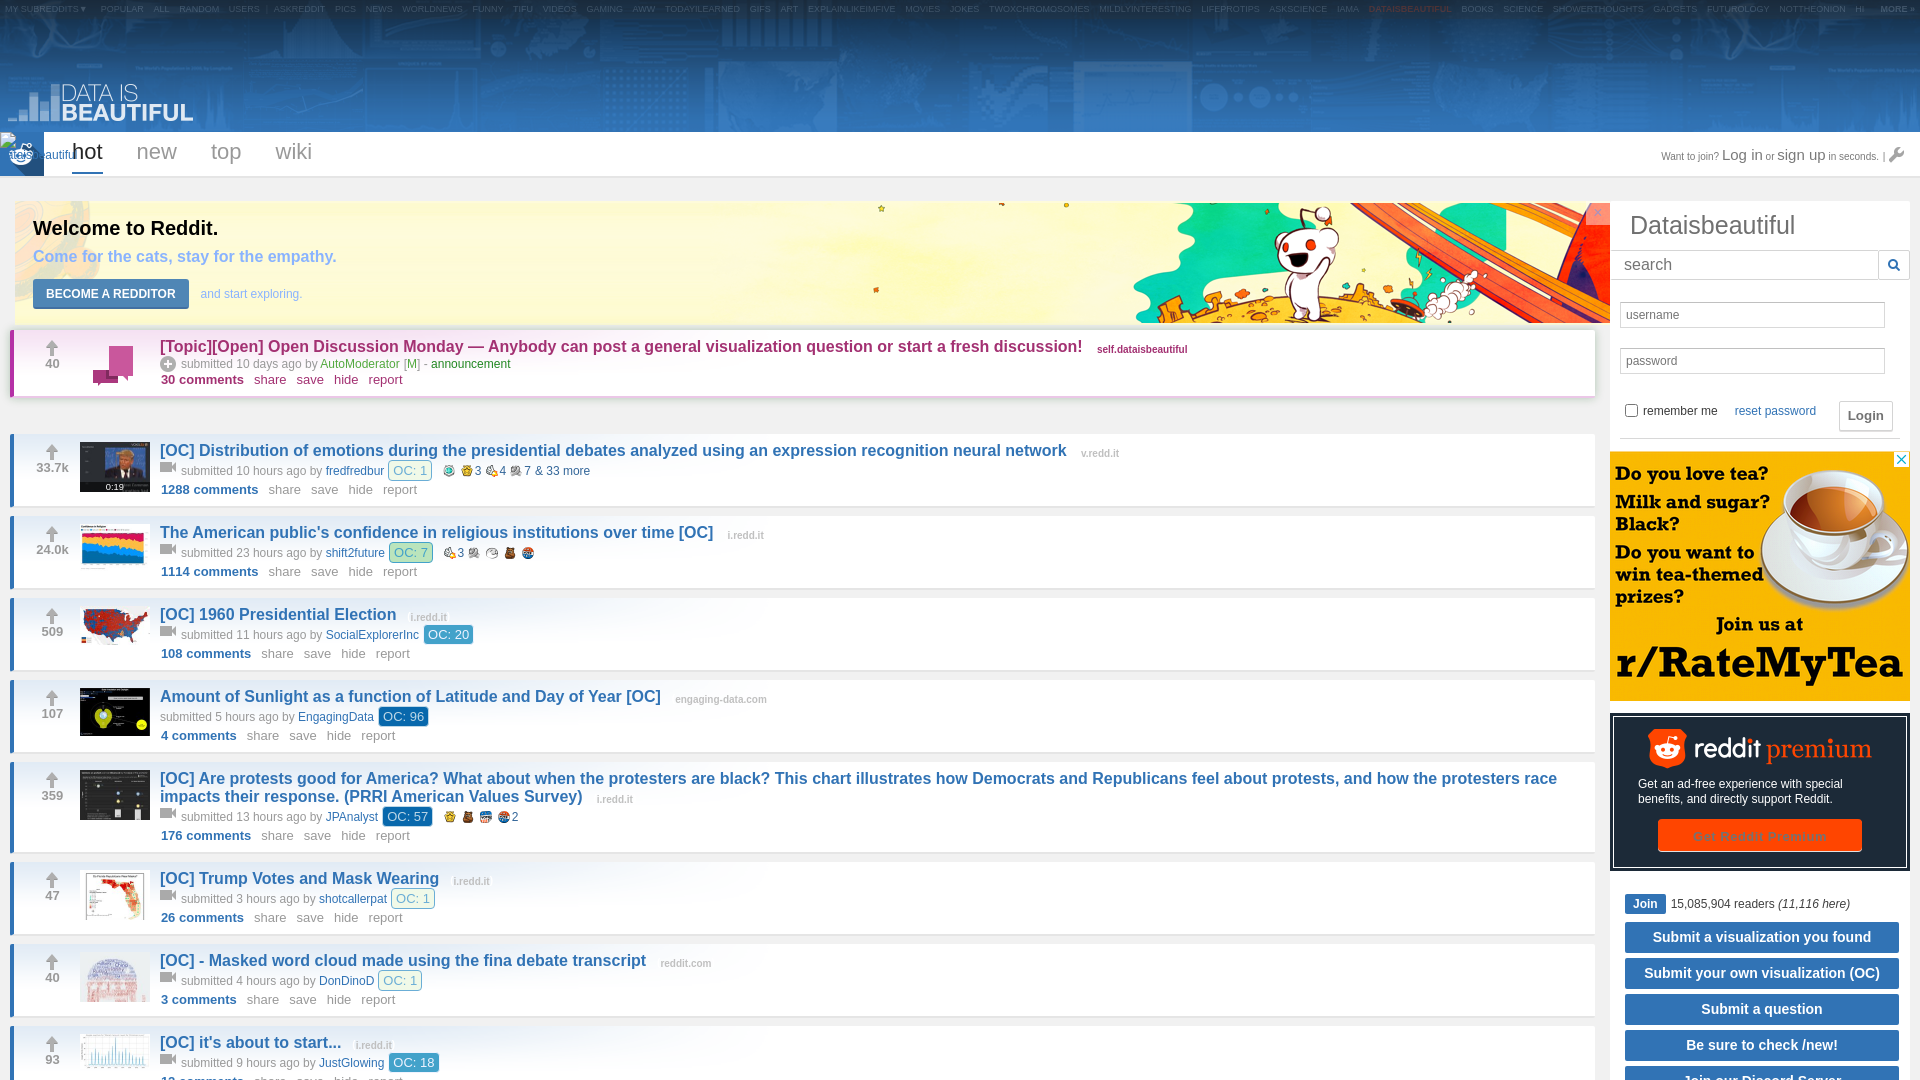 MY SUBREDDITS ▾ POPULAR ALL RANDOM USERS | ASKREDDIT PICS NEWS WORLDNEWS FUNNY TIFU VIDEOS GAMING AWW TODAYILEARNED GIFS ART EXPLAINLIKEIMFIVE MOVIES JOKES TWOXCHROMOSOMES MILDLYINTERESTING LIFEPROTIPS ASKSCIENCE IAMA DATAISBEAUTIFUL BOOKS SCIENCE SHOWERTHOUGHTS GADGETS FUTUROLOGY NOTTHEONION HI MORE »
DATA IS
BEAUTIFUL
hot new top wiki
Want to join? Log in or sign up in seconds. |
Welcome to Reddit.
Come for the cats, stay for the empathy.
BECOME A REDDITOR and start exploring.
×
40
[Topic][Open] Open Discussion Monday — Anybody can post a general visualization question or start a fresh discussion! self.dataisbeautiful
submitted 10 days ago by AutoModerator [M] - announcement
30 comments share save hide report
33.7k
0:19
[OC] Distribution of emotions during the presidential debates analyzed using an expression recognition neural network v.redd.it
submitted 10 hours ago by fredfredbur OC: 1 3 4 7 & 33 more
1288 comments share save hide report
24.0k
The American public's confidence in religious institutions over time [OC] i.redd.it
submitted 23 hours ago by shift2future OC: 7 3
1114 comments share save hide report
509
[OC] 1960 Presidential Election i.redd.it
submitted 11 hours ago by SocialExplorerInc OC: 20
108 comments share save hide report
107
Amount of Sunlight as a function of Latitude and Day of Year [OC] engaging-data.com
submitted 5 hours ago by EngagingData OC: 96
4 comments share save hide report
359
[OC] Are protests good for America? What about when the protesters are black? This chart illustrates how Democrats and Republicans feel about protests, and how the protesters race
impacts their response. (PRRI American Values Survey) i.redd.it
submitted 13 hours ago by JPAnalyst OC: 57 2
176 comments share save hide report
47
[OC] Trump Votes and Mask Wearing i.redd.it
submitted 3 hours ago by shotcallerpat OC: 1
26 comments share save hide report
40
[OC] - Masked word cloud made using the fina debate transcript reddit.com
submitted 4 hours ago by DonDinoD OC: 1
3 comments share save hide report
93
[OC] it's about to start... i.redd.it
submitted 9 hours ago by JustGlowing OC: 18
Dataisbeautiful
search
username
password
remember me reset password Login
Do you love tea?
Milk and sugar?
Black?
Do you want to
win tea-themed
prizes?
Join us at
r/RateMyTea
reddit premium
Get an ad-free experience with special
benefits, and directly support Reddit.
Get Reddit Premium
Join 15,085,904 readers (11,116 here)
Submit a visualization you found
Submit your own visualization (OC)
Submit a question
Be sure to check /new!
Join our Discord Server